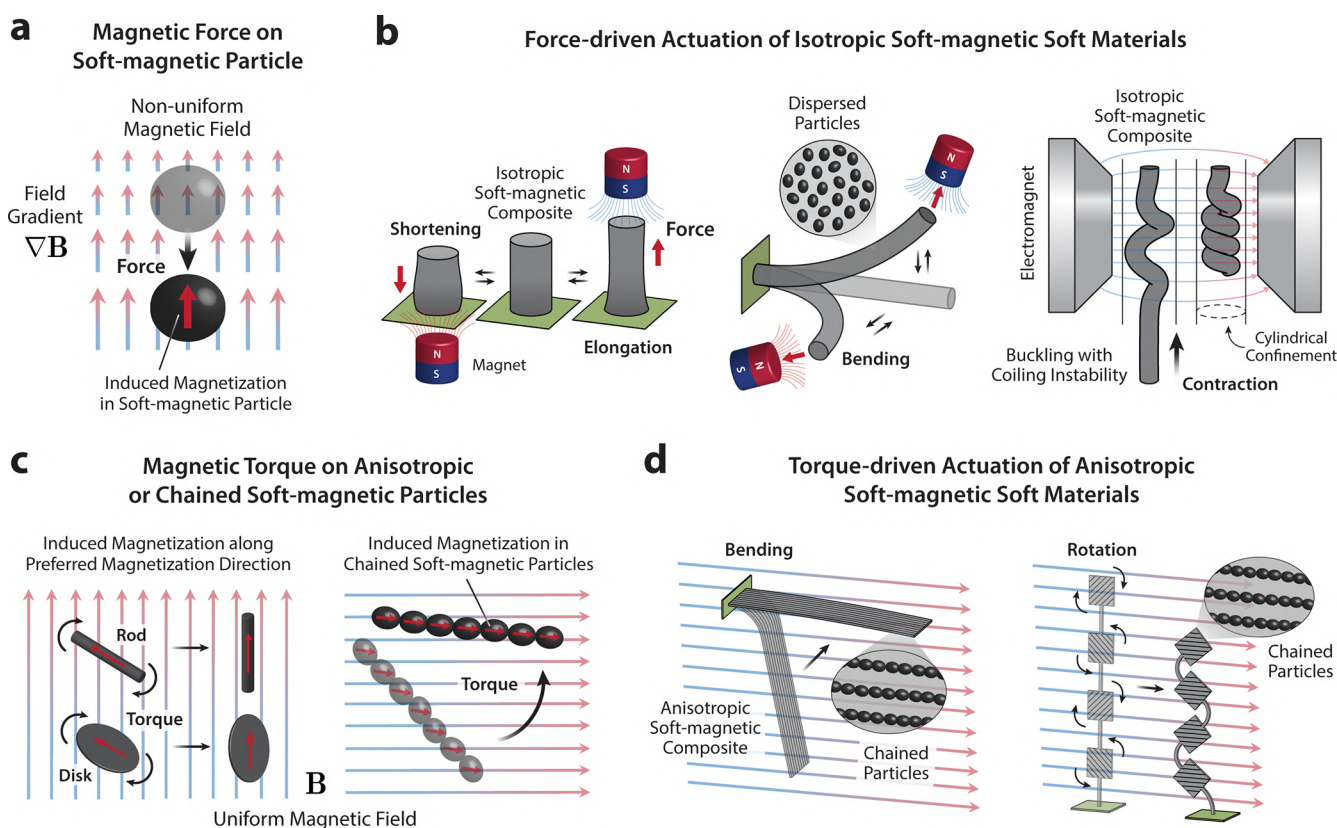 a
Magnetic Force on
Soft-magnetic Particle
Non-uniform
Magnetic Field
Field
Gradient
∇B
Force
Induced Magnetization
in Soft-magnetic Particle
b
Force-driven Actuation of Isotropic Soft-magnetic Soft Materials
Shortening
Isotropic
Soft-magnetic
Composite
N
S
Force
N
S
Magnet
Elongation
Dispersed
Particles
N
S
S
N
Bending
Isotropic
Soft-magnetic
Composite
Electromagnet
Buckling with
Coiling Instability
Contraction
Cylindrical
Confinement
c
Magnetic Torque on Anisotropic
or Chained Soft-magnetic Particles
Induced Magnetization along
Preferred Magnetization Direction
Rod
Torque
Disk
Induced Magnetization in
Chained Soft-magnetic Particles
Torque
B
Uniform Magnetic Field
d
Torque-driven Actuation of Anisotropic
Soft-magnetic Soft Materials
Bending
Anisotropic
Soft-magnetic
Composite
Chained
Particles
Rotation
Chained
Particles